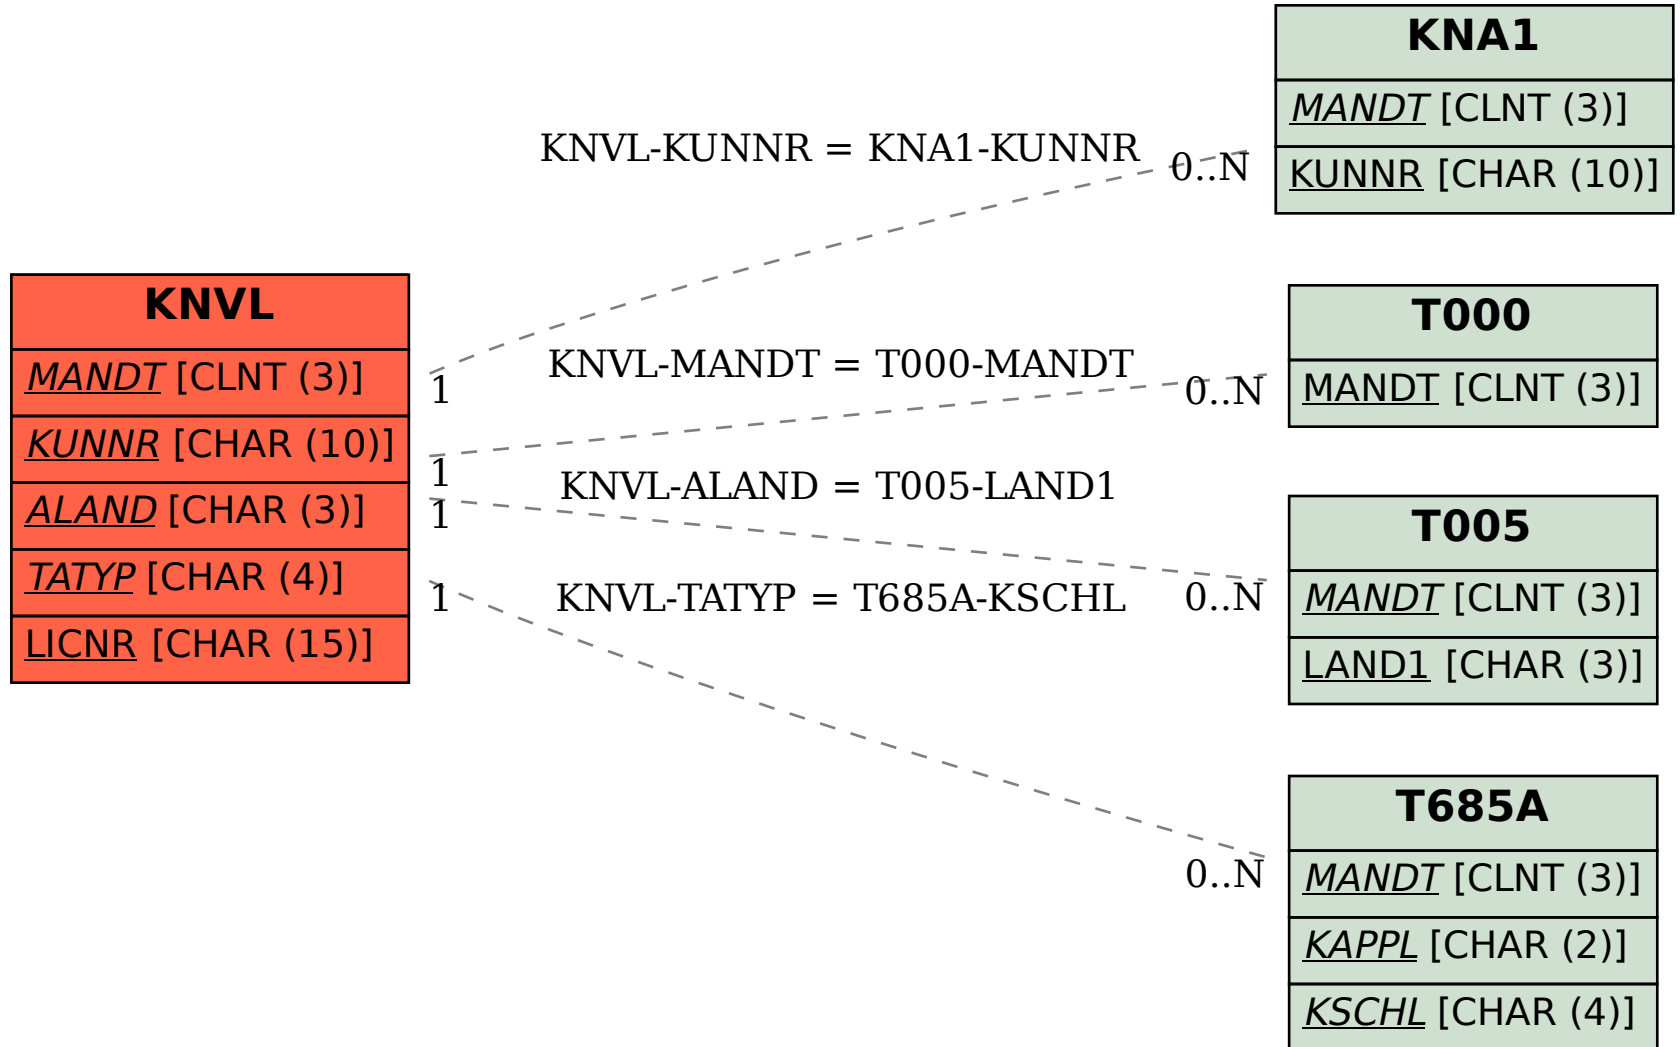 KNVL
MANDT [CLNT (3)]
KUNNR [CHAR (10)]
ALAND [CHAR (3)]
TATYP [CHAR (4)]
LICNR [CHAR (15)]
KNVL-KUNNR = KNA1-KUNNR
0..N
1
KNVL-MANDT = T000-MANDT
0..N
1
KNVL-ALAND = T005-LAND1
1
0..N
KNVL-TATYP = T685A-KSCHL
1
0..N
KNA1
MANDT [CLNT (3)]
KUNNR [CHAR (10)]
T000
MANDT [CLNT (3)]
T005
MANDT [CLNT (3)]
LAND1 [CHAR (3)]
T685A
MANDT [CLNT (3)]
KAPPL [CHAR (2)]
KSCHL [CHAR (4)]